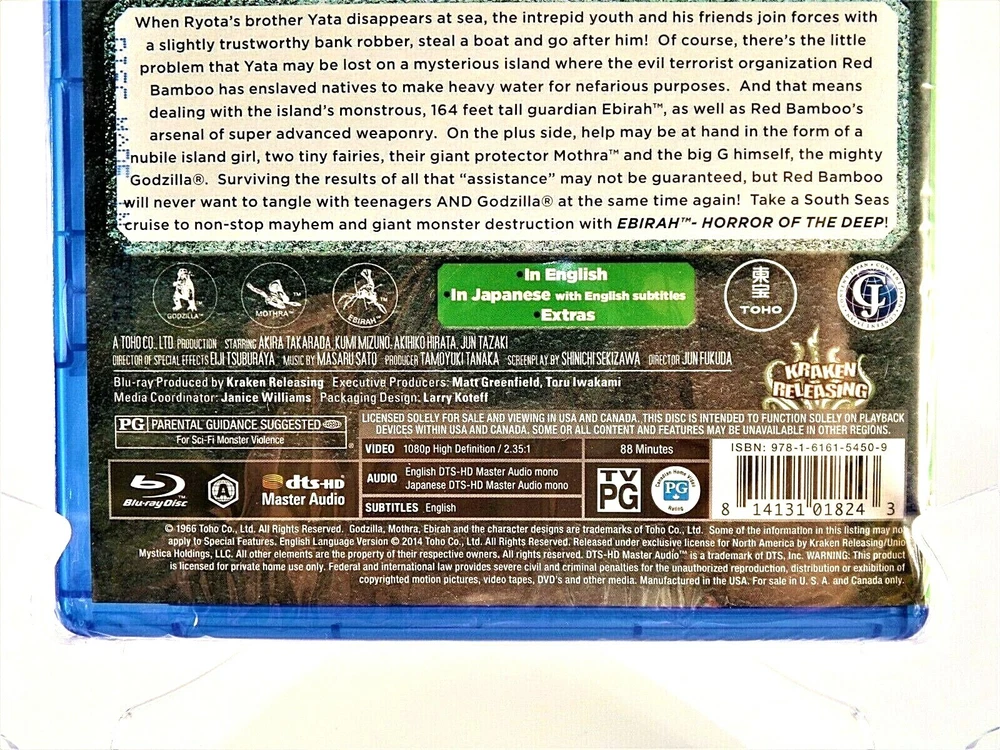 When Ryota's brother Yata disappears at sea, the intrepid youth and his friends join forces with
a slightly trustworthy bank robber, steal a boat and go after him! Of course, there's the little
problem that Yata may be lost on a mysterious island where the evil terrorist organization Red
Bamboo has enslaved natives to make heavy water for nefarious purposes. And that means
dealing with the island's monstrous, 164 feet tall guardian Ebirah™, as well as Red Bamboo's
arsenal of super advanced weaponry. On the plus side, help may be at hand in the form of a
nubile island girl, two tiny fairies, their giant protector Mothra™ and the big G himself, the mighty
Godzilla®. Surviving the results of all that "assistance" may not be guaranteed, but Red Bamboo
will never want to tangle with teenagers AND Godzilla® at the same time again! Take a South Seas
cruise to non-stop mayhem and giant monster destruction with EBIRAH™- HORROR OF THE DEEP!
GODZILLA™
MOTHRA™
EBIRAH™
•In English
•In Japanese with English subtitles
•Extras
東宝
TOHO
A TOHO CO., LTD. PRODUCTION STARRING AKIRA TAKARADA, KUMI MIZUNO, AKIHIKO HIRATA, JUN TAZAKI
DIRECTOR OF SPECIAL EFFECTS EIJI TSUBURAYA MUSIC BY MASARU SATO PRODUCER TAMOYUKI TANAKA SCREENPLAY BY SHINICHI SEKIZAWA DIRECTOR JUN FUKUDA
Blu-ray Produced by Kraken Releasing Executive Producers: Matt Greenfield, Toru Iwakami
Media Coordinator: Janice Williams Packaging Design: Larry Koteff
KRAKEN
RELEASING
PG PARENTAL GUIDANCE SUGGESTED
For Sci-Fi Monster Violence
LICENSED SOLELY FOR SALE AND VIEWING IN USA AND CANADA, THIS DISC IS INTENDED TO FUNCTION SOLELY ON PLAYBACK
DEVICES WITHIN USA AND CANADA. SOME OR ALL CONTENT AND FEATURES MAY BE UNAVAILABLE IN OTHER REGIONS.
VIDEO 1080p High Definition / 2.35:1
88 Minutes
AUDIO English DTS-HD Master Audio mono
Japanese DTS-HD Master Audio mono
SUBTITLES English
Blu-ray Disc
A
dts-HD
Master Audio
TV
PG
Canadian Home Video
PG
Rating
ISBN: 978-1-6161-5450-9
8 14131 01824 3
© 1966 Toho Co., Ltd. All Rights Reserved. Godzilla, Mothra, Ebirah and the character designs are trademarks of Toho Co., Ltd. Some of the information in this listing may not
apply to Special Features. English Language Version © 2014 Toho Co., Ltd. All Rights Reserved. Released under exclusive license for North America by Kraken Releasing/Unio
Mystica Holdings, LLC. All other elements are the property of their respective owners. All rights reserved. DTS-HD Master Audio™ is a trademark of DTS, Inc. WARNING: This product
is licensed for private home use only. Federal and international law provides severe civil and criminal penalties for the unauthorized reproduction, distribution or exhibition of
copyrighted motion pictures, video tapes, DVD's and other media. Manufactured in the USA. For sale in U. S. A. and Canada only.